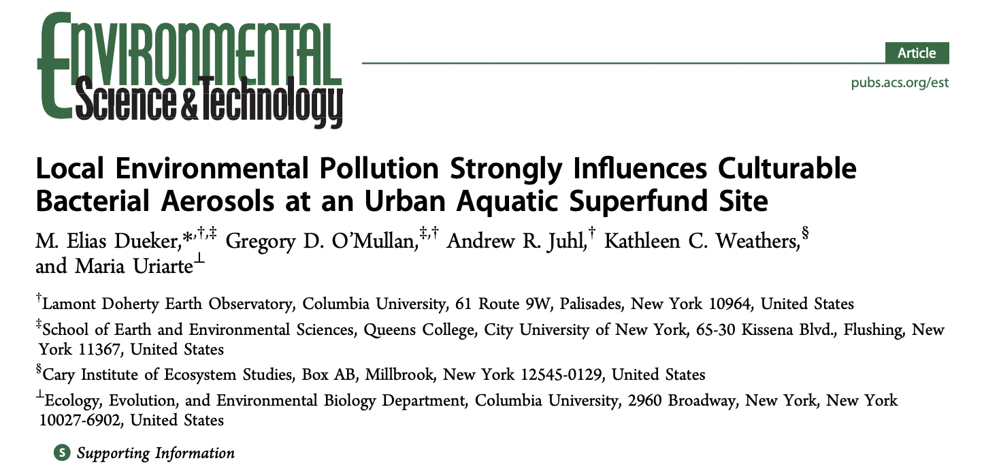 ENVIRONMENTAL
Science & Technology
Article
pubs.acs.org/est
Local Environmental Pollution Strongly Influences Culturable
Bacterial Aerosols at an Urban Aquatic Superfund Site
M. Elias Dueker,*,†,‡ Gregory D. O’Mullan,‡,† Andrew R. Juhl,† Kathleen C. Weathers,§
and Maria Uriarte⊥
†Lamont Doherty Earth Observatory, Columbia University, 61 Route 9W, Palisades, New York 10964, United States
‡School of Earth and Environmental Sciences, Queens College, City University of New York, 65-30 Kissena Blvd., Flushing, New
York 11367, United States
§Cary Institute of Ecosystem Studies, Box AB, Millbrook, New York 12545-0129, United States
⊥Ecology, Evolution, and Environmental Biology Department, Columbia University, 2960 Broadway, New York, New York
10027-6902, United States
S Supporting Information